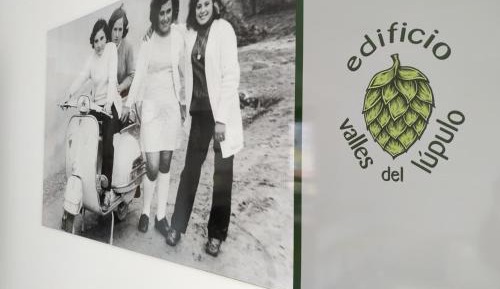 edificio
valles del lúpulo